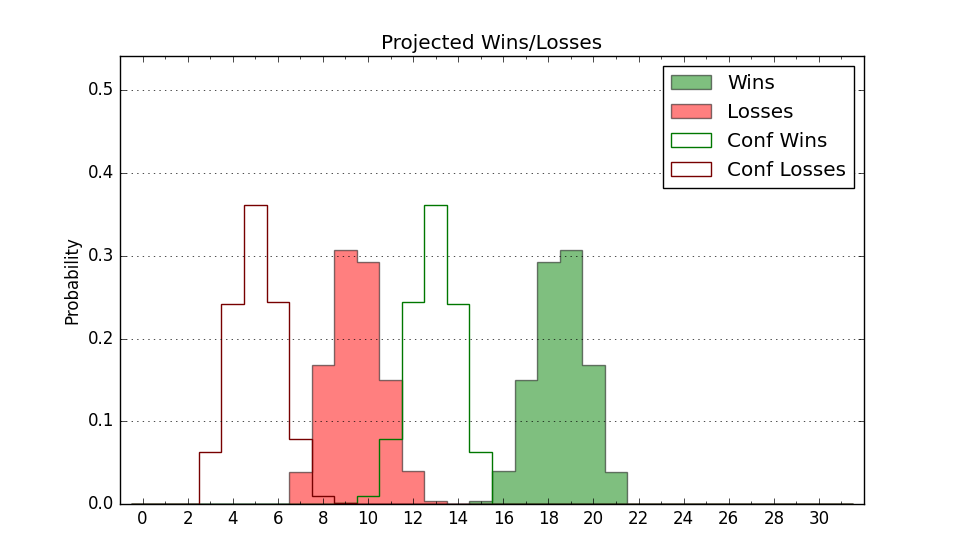 Projected Wins/Losses
Wins
Losses
Conf Wins
Conf Losses
Probability
0.5
0.4
0.3
0.2
0.1
0.0
0 2 4 6 8 10 12 14 16 18 20 22 24 26 28 30